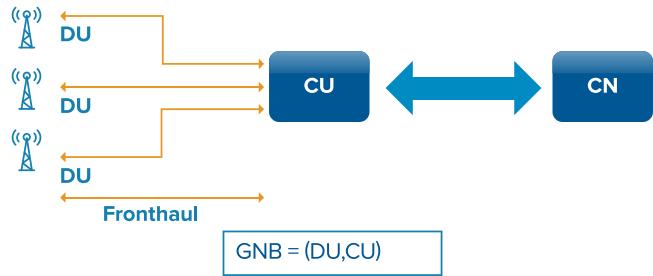 DU
DU
DU
CU
CN
Fronthaul
GNB = (DU,CU)